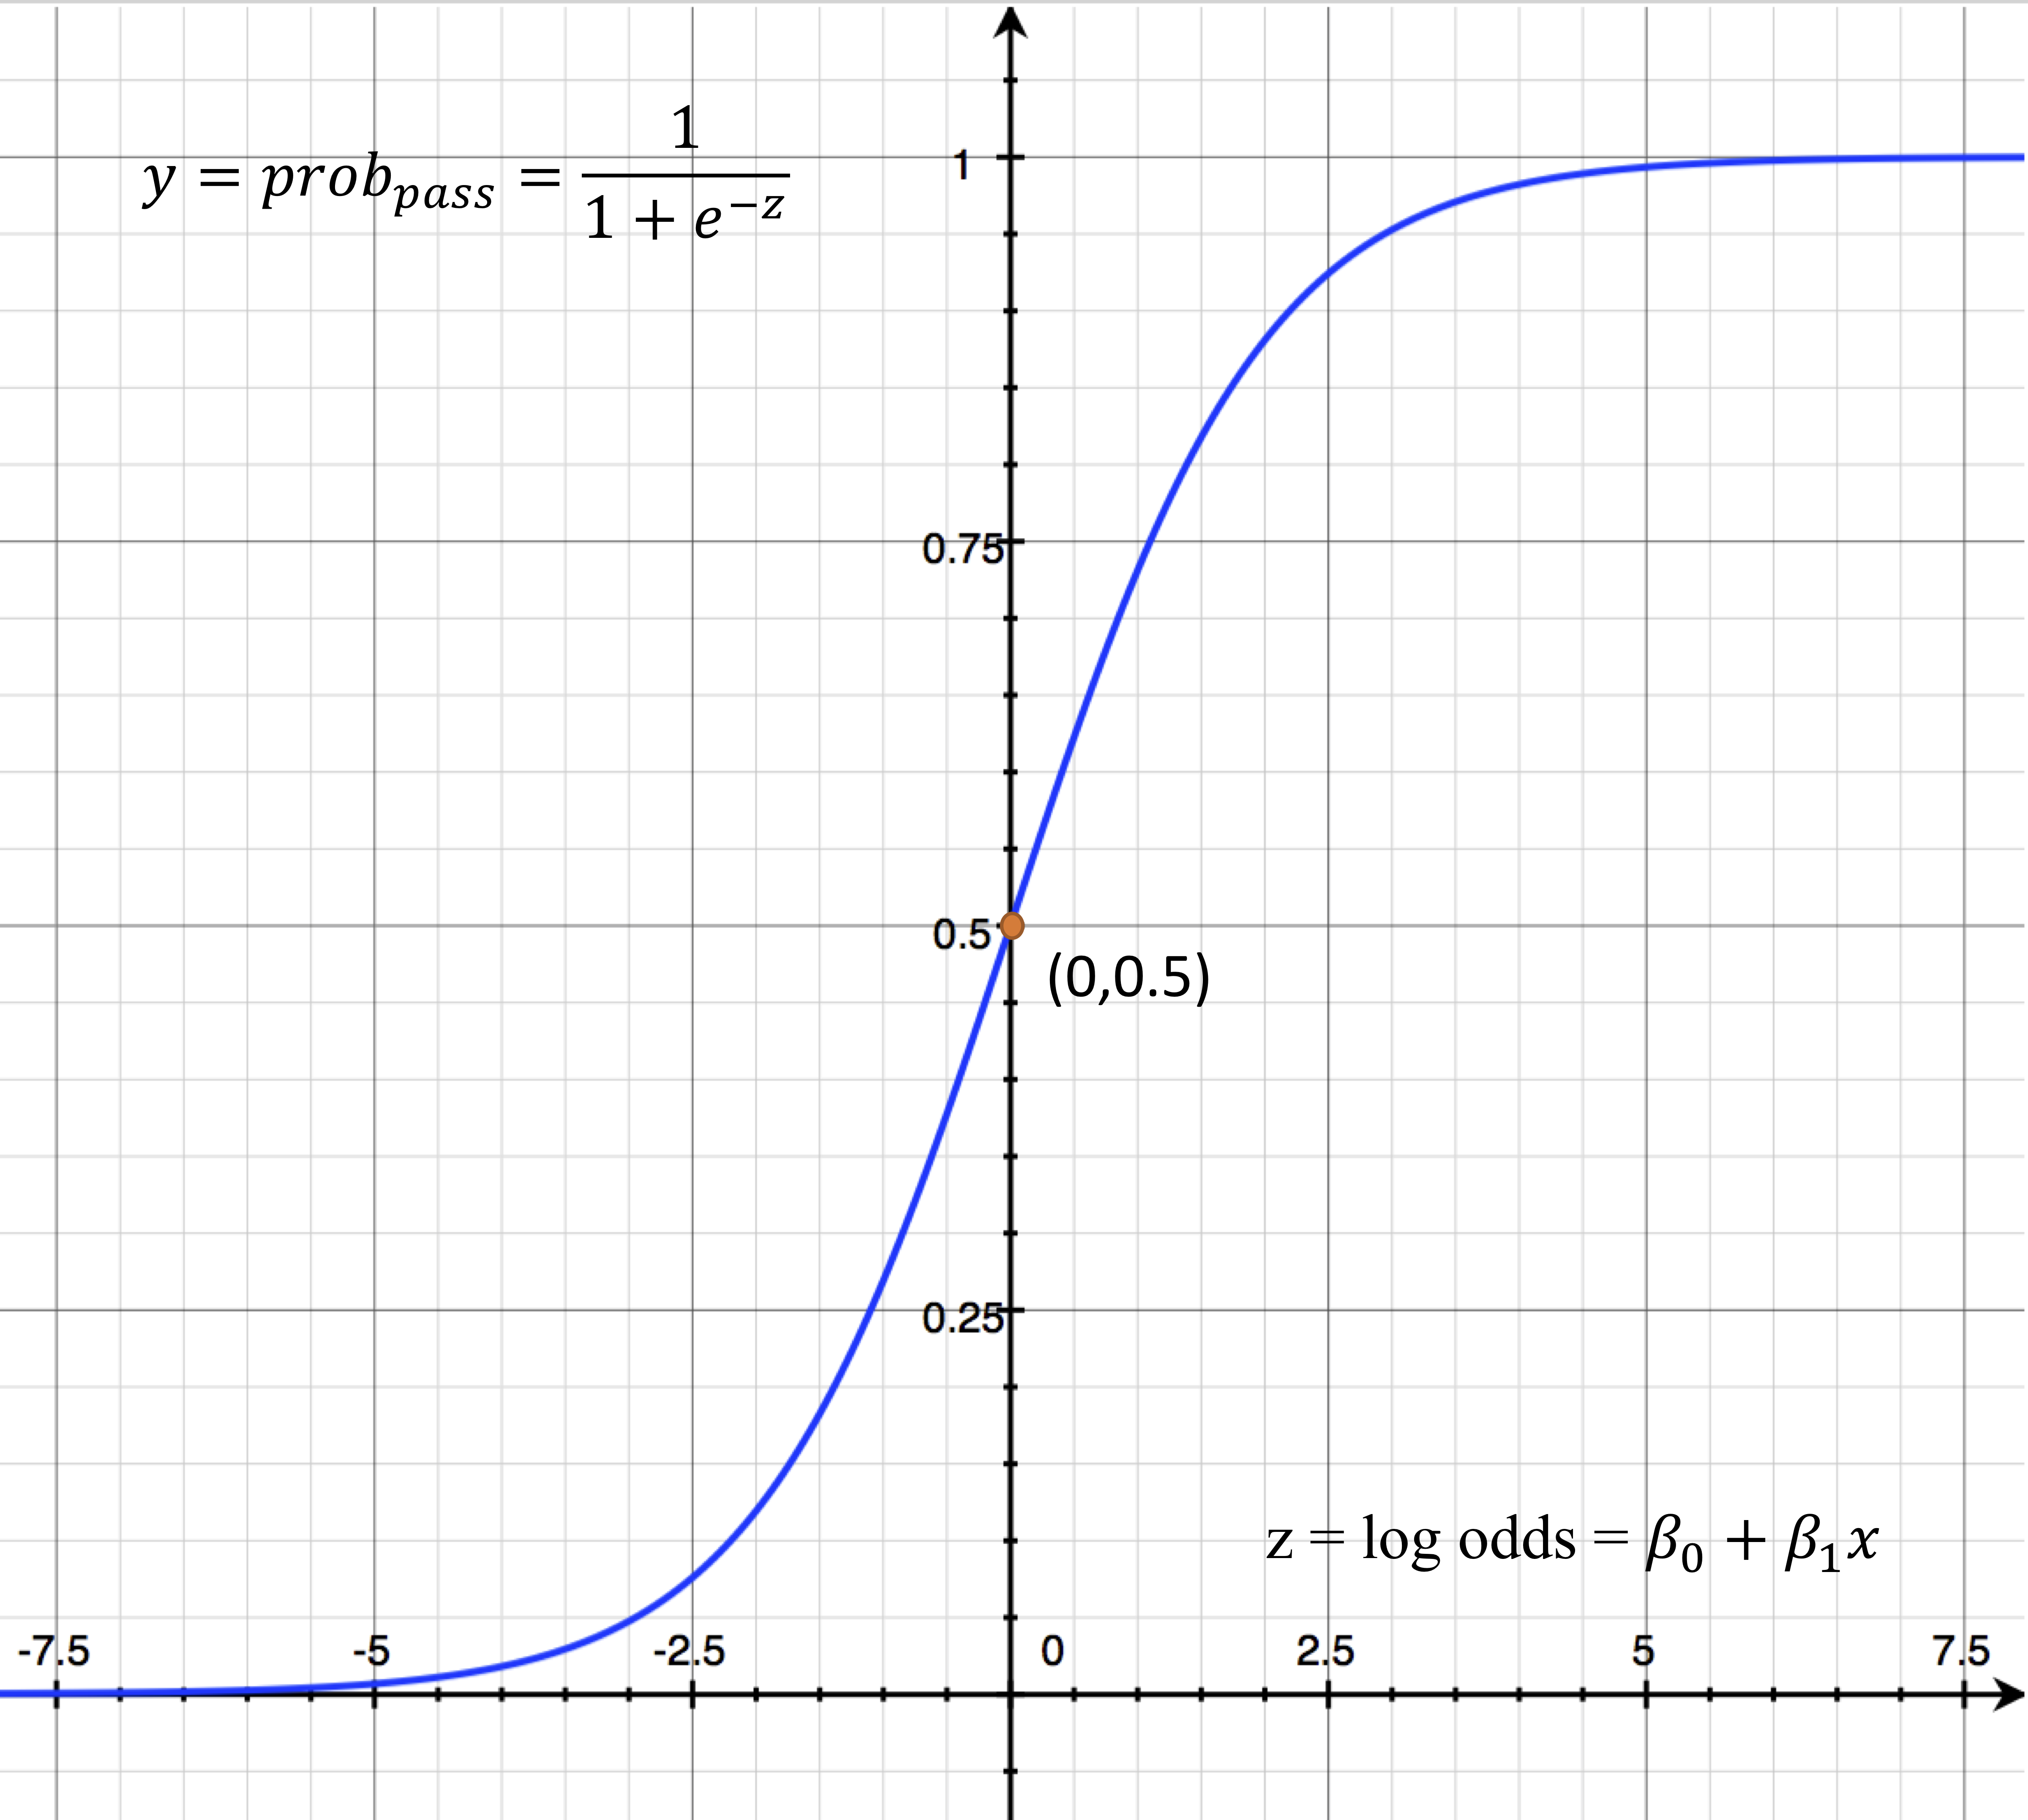 y = prob_pass = 1 / (1 + e^−z)
1
0.75
0.5
(0,0.5)
0.25
z = log odds = β₀ + β₁x
-7.5 -5 -2.5 0 2.5 5 7.5